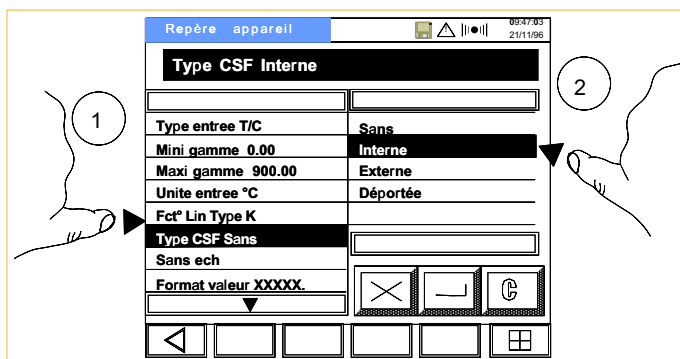 Repère appareil
09:47:03
21/11/96
Type CSF Interne
1
2
Type entree T/C
Mini gamme 0.00
Maxi gamme 900.00
Unite entree °C
Fct° Lin Type K
Type CSF Sans
Sans ech
Format valeur XXXXX.
Sans
Interne
Externe
Déportée
C